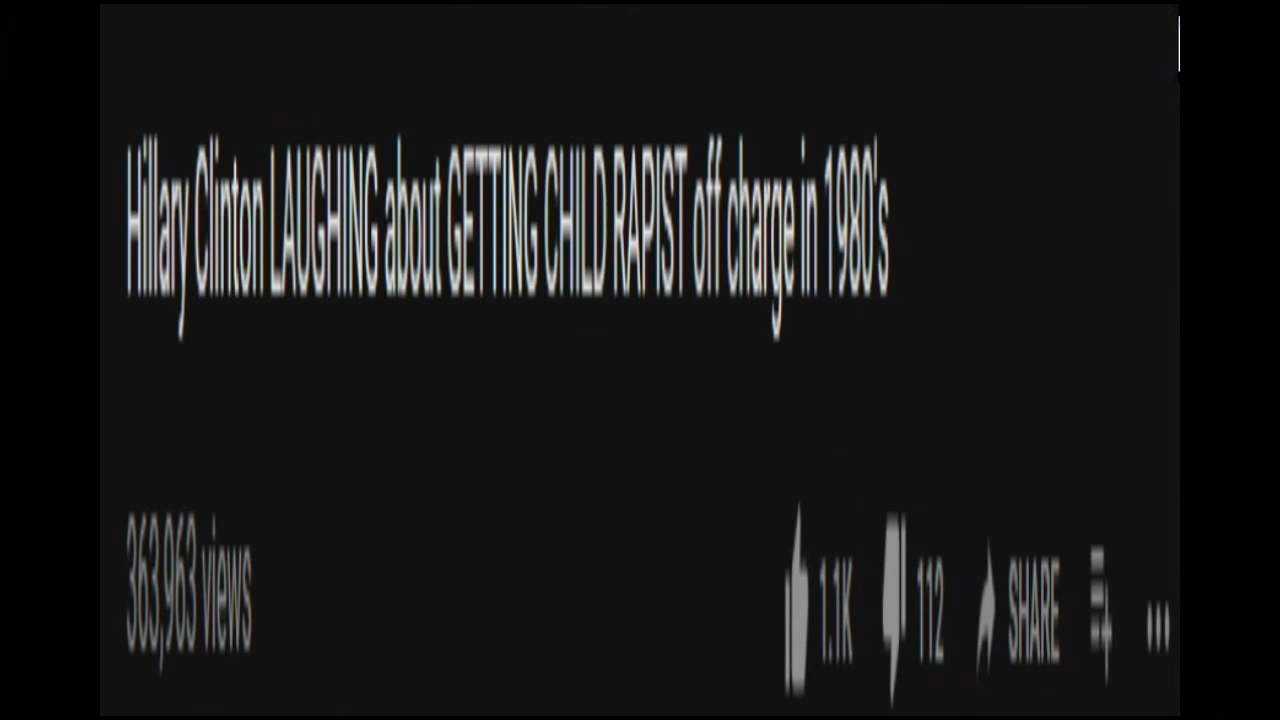 Hillary Clinton LAUGHING about GETTING CHILD RAPIST off charge in 1980's
363,963 views 1.1K 112 SHARE